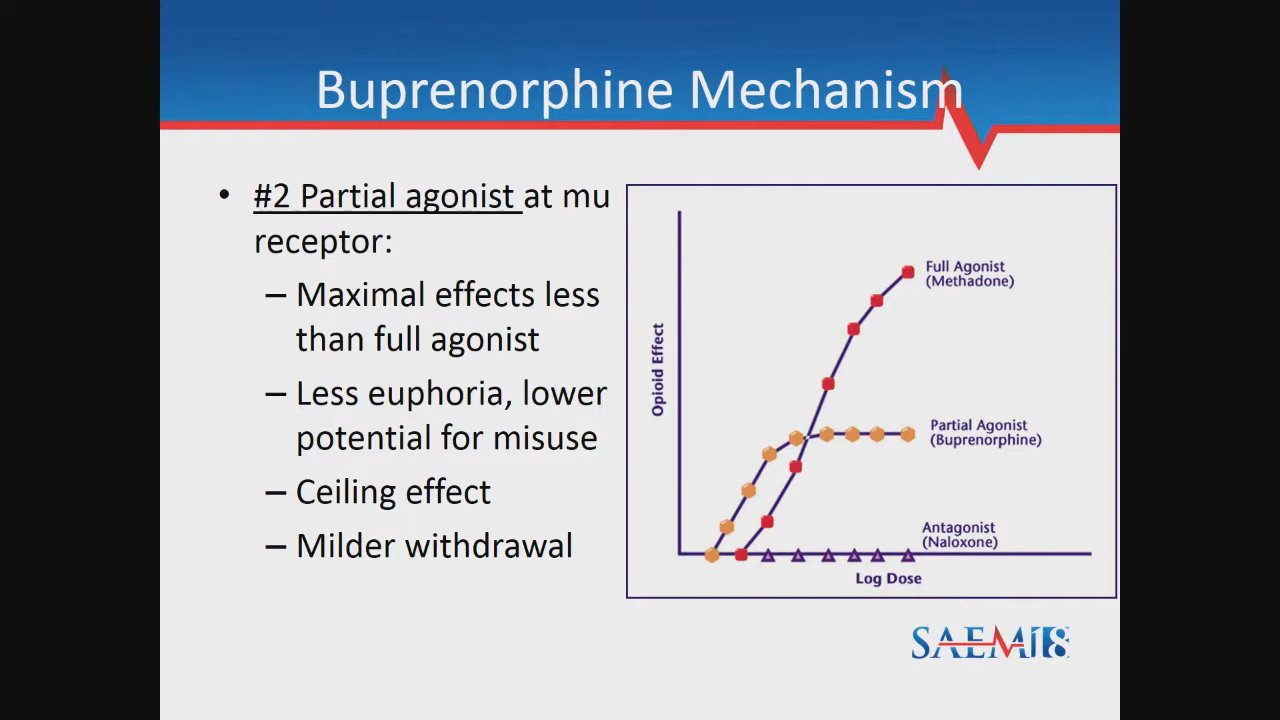 Buprenorphine Mechanism
• #2 Partial agonist at mu
receptor:
– Maximal effects less
than full agonist
– Less euphoria, lower
potential for misuse
– Ceiling effect
– Milder withdrawal
Opioid Effect
Full Agonist
(Methadone)
Partial Agonist
(Buprenorphine)
Antagonist
(Naloxone)
Log Dose
SAEM18